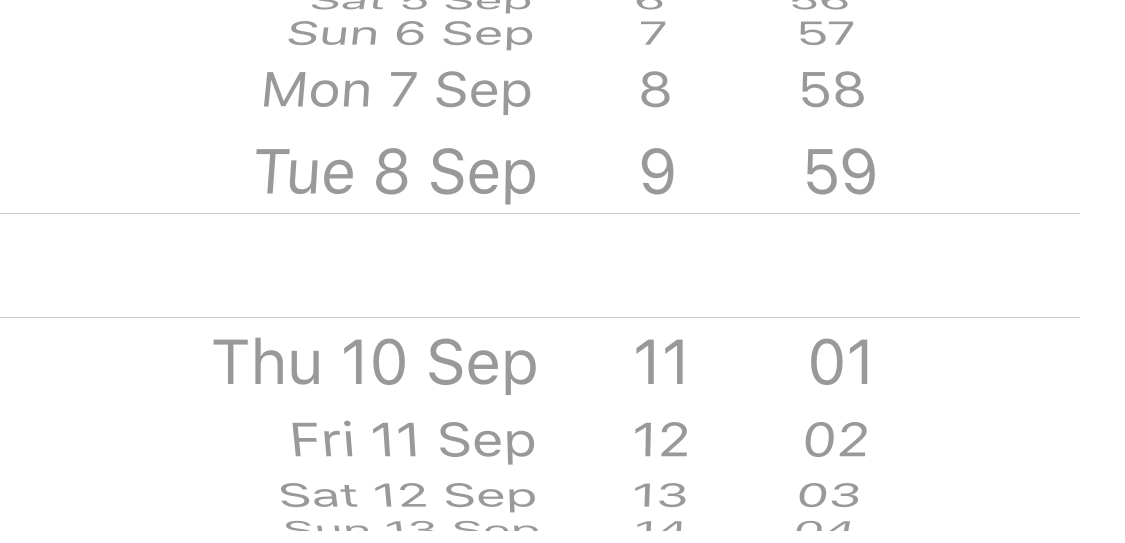 Sat 5 Sep 6 56
Sun 6 Sep 7 57
Mon 7 Sep 8 58
Tue 8 Sep 9 59
Thu 10 Sep 11 01
Fri 11 Sep 12 02
Sat 12 Sep 13 03
Sun 13 Sep 14 04